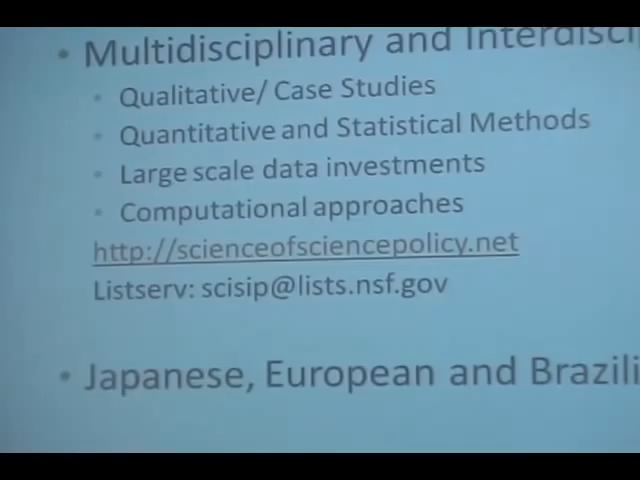 • Multidisciplinary and Interdisci
• Qualitative/ Case Studies
• Quantitative and Statistical Methods
• Large scale data investments
• Computational approaches
http://scienceofsciencepolicy.net
Listserv: scisip@lists.nsf.gov
• Japanese, European and Brazili